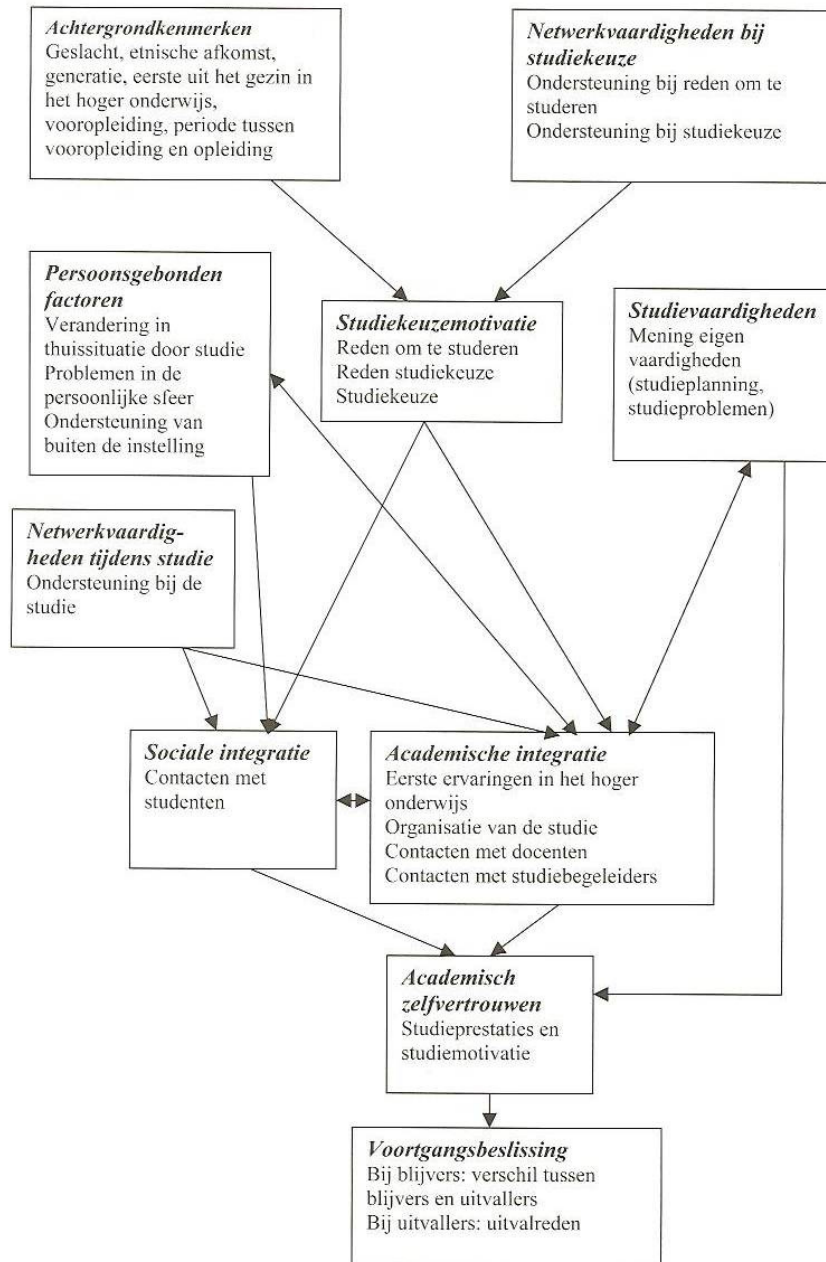 Achtergrondkenmerken
Geslacht, etnische afkomst,
generatie, eerste uit het gezin in
het hoger onderwijs,
vooropleiding, periode tussen
vooropleiding en opleiding
Netwerkvaardigheden bij
studiekeuze
Ondersteuning bij reden om te
studeren
Ondersteuning bij studiekeuze
Persoonsgebonden
factoren
Verandering in
thuissituatie door studie
Problemen in de
persoonlijke sfeer
Ondersteuning van
buiten de instelling
Studiekeuzemotivatie
Reden om te studeren
Reden studiekeuze
Studiekeuze
Studievaardigheden
Mening eigen
vaardigheden
(studieplanning,
studieproblemen)
Netwerkvaardig-
heden tijdens studie
Ondersteuning bij de
studie
Sociale integratie
Contacten met
studenten
Academische integratie
Eerste ervaringen in het hoger
onderwijs
Organisatie van de studie
Contacten met docenten
Contacten met studiebegeleiders
Academisch
zelfvertrouwen
Studieprestaties en
studiemotivatie
Voortgangsbeslissing
Bij blijvers: verschil tussen
blijvers en uitvallers
Bij uitvallers: uitvalreden